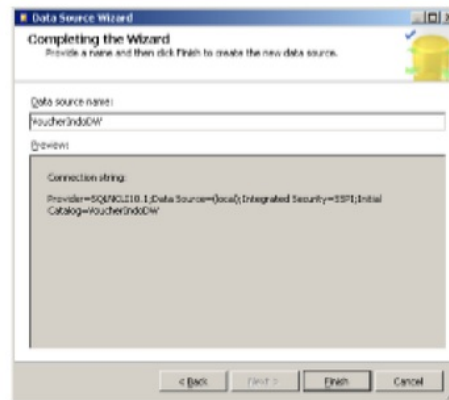 Data Source Wizard
Completing the Wizard
Provide a name and then click Finish to create the new data source.
Data source name:
VoucherIndoDW
Preview:
Connection string:
Provider=SQLNCLI10.1;Data Source=(local);Integrated Security=SSPI;Initial
Catalog=VoucherIndoDW
< Back Next > Finish Cancel